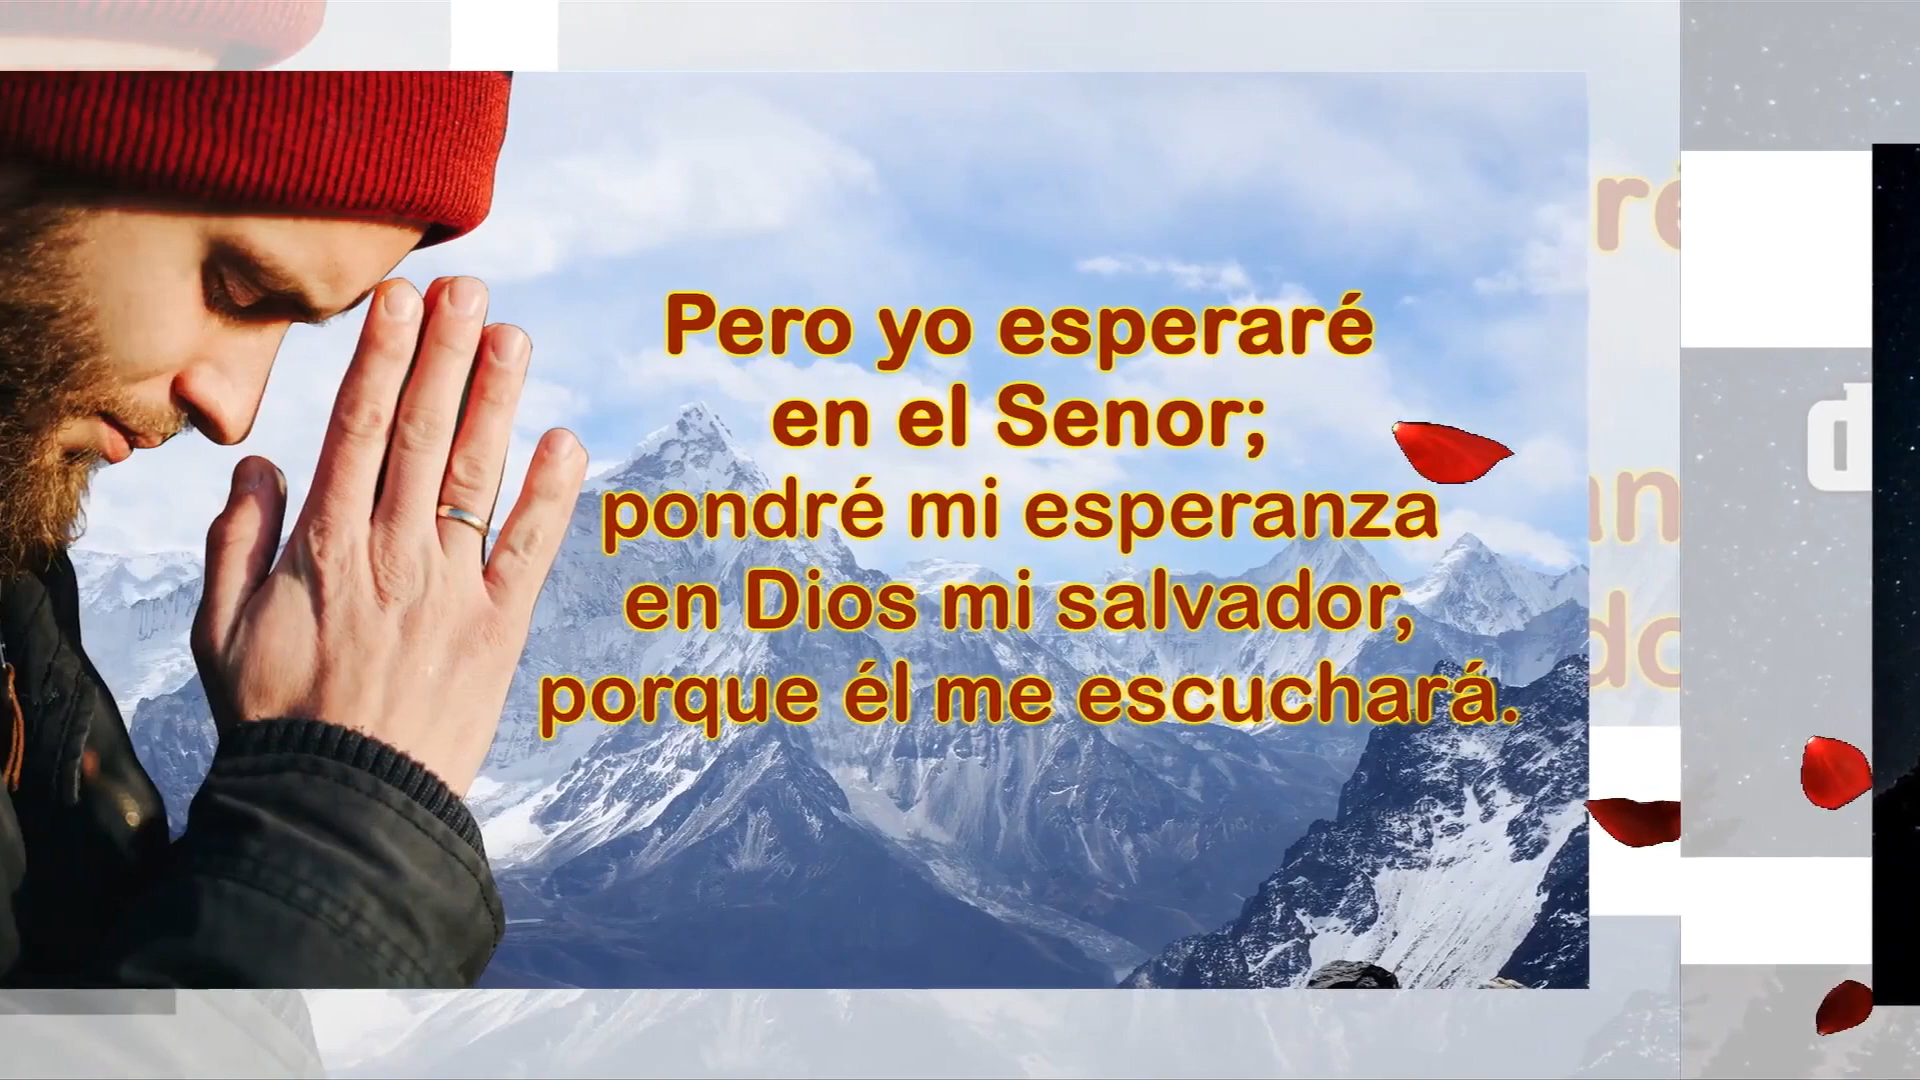 Pero yo esperaré
en el Senor;
pondré mi esperanza
en Dios mi salvador,
porque él me escuchará.